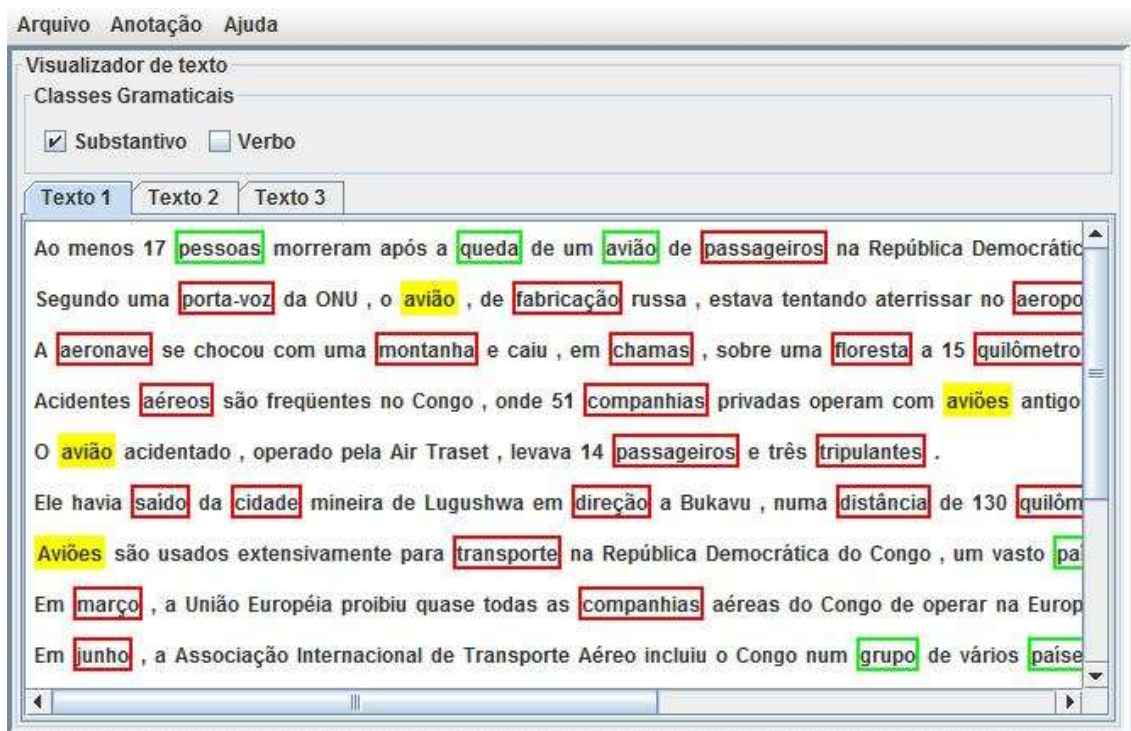 Arquivo Anotação Ajuda
Visualizador de texto
Classes Gramaticais
Substantivo Verbo
Texto 1 Texto 2 Texto 3
Ao menos 17 pessoas morreram após a queda de um avião de passageiros na República Democrátic
Segundo uma porta-voz da ONU , o avião , de fabricação russa , estava tentando aterrissar no aeropo
A aeronave se chocou com uma montanha e caiu , em chamas , sobre uma floresta a 15 quilômetro
Acidentes aéreos são freqüentes no Congo , onde 51 companhias privadas operam com aviões antigo
O avião acidentado , operado pela Air Traset , levava 14 passageiros e três tripulantes .
Ele havia saído da cidade mineira de Lugushwa em direção a Bukavu , numa distância de 130 quilôm
Aviões são usados extensivamente para transporte na República Democrática do Congo , um vasto paí
Em março , a União Européia proibiu quase todas as companhias aéreas do Congo de operar na Europ
Em junho , a Associação Internacional de Transporte Aéreo incluiu o Congo num grupo de vários paíse